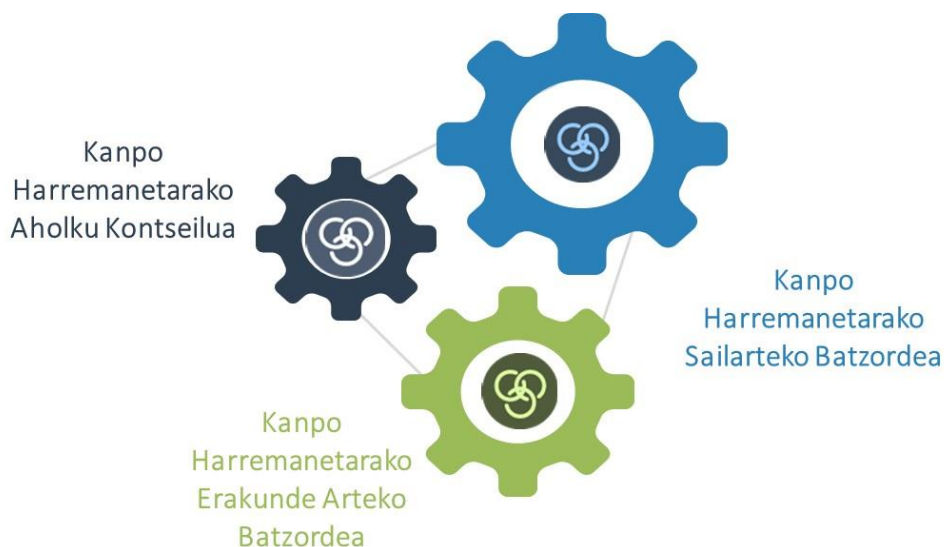 Kanpo
Harremanetarako
Aholku Kontseilua
Kanpo
Harremanetarako
Sailarteko Batzordea
Kanpo
Harremanetarako
Erakunde Arteko
Batzordea